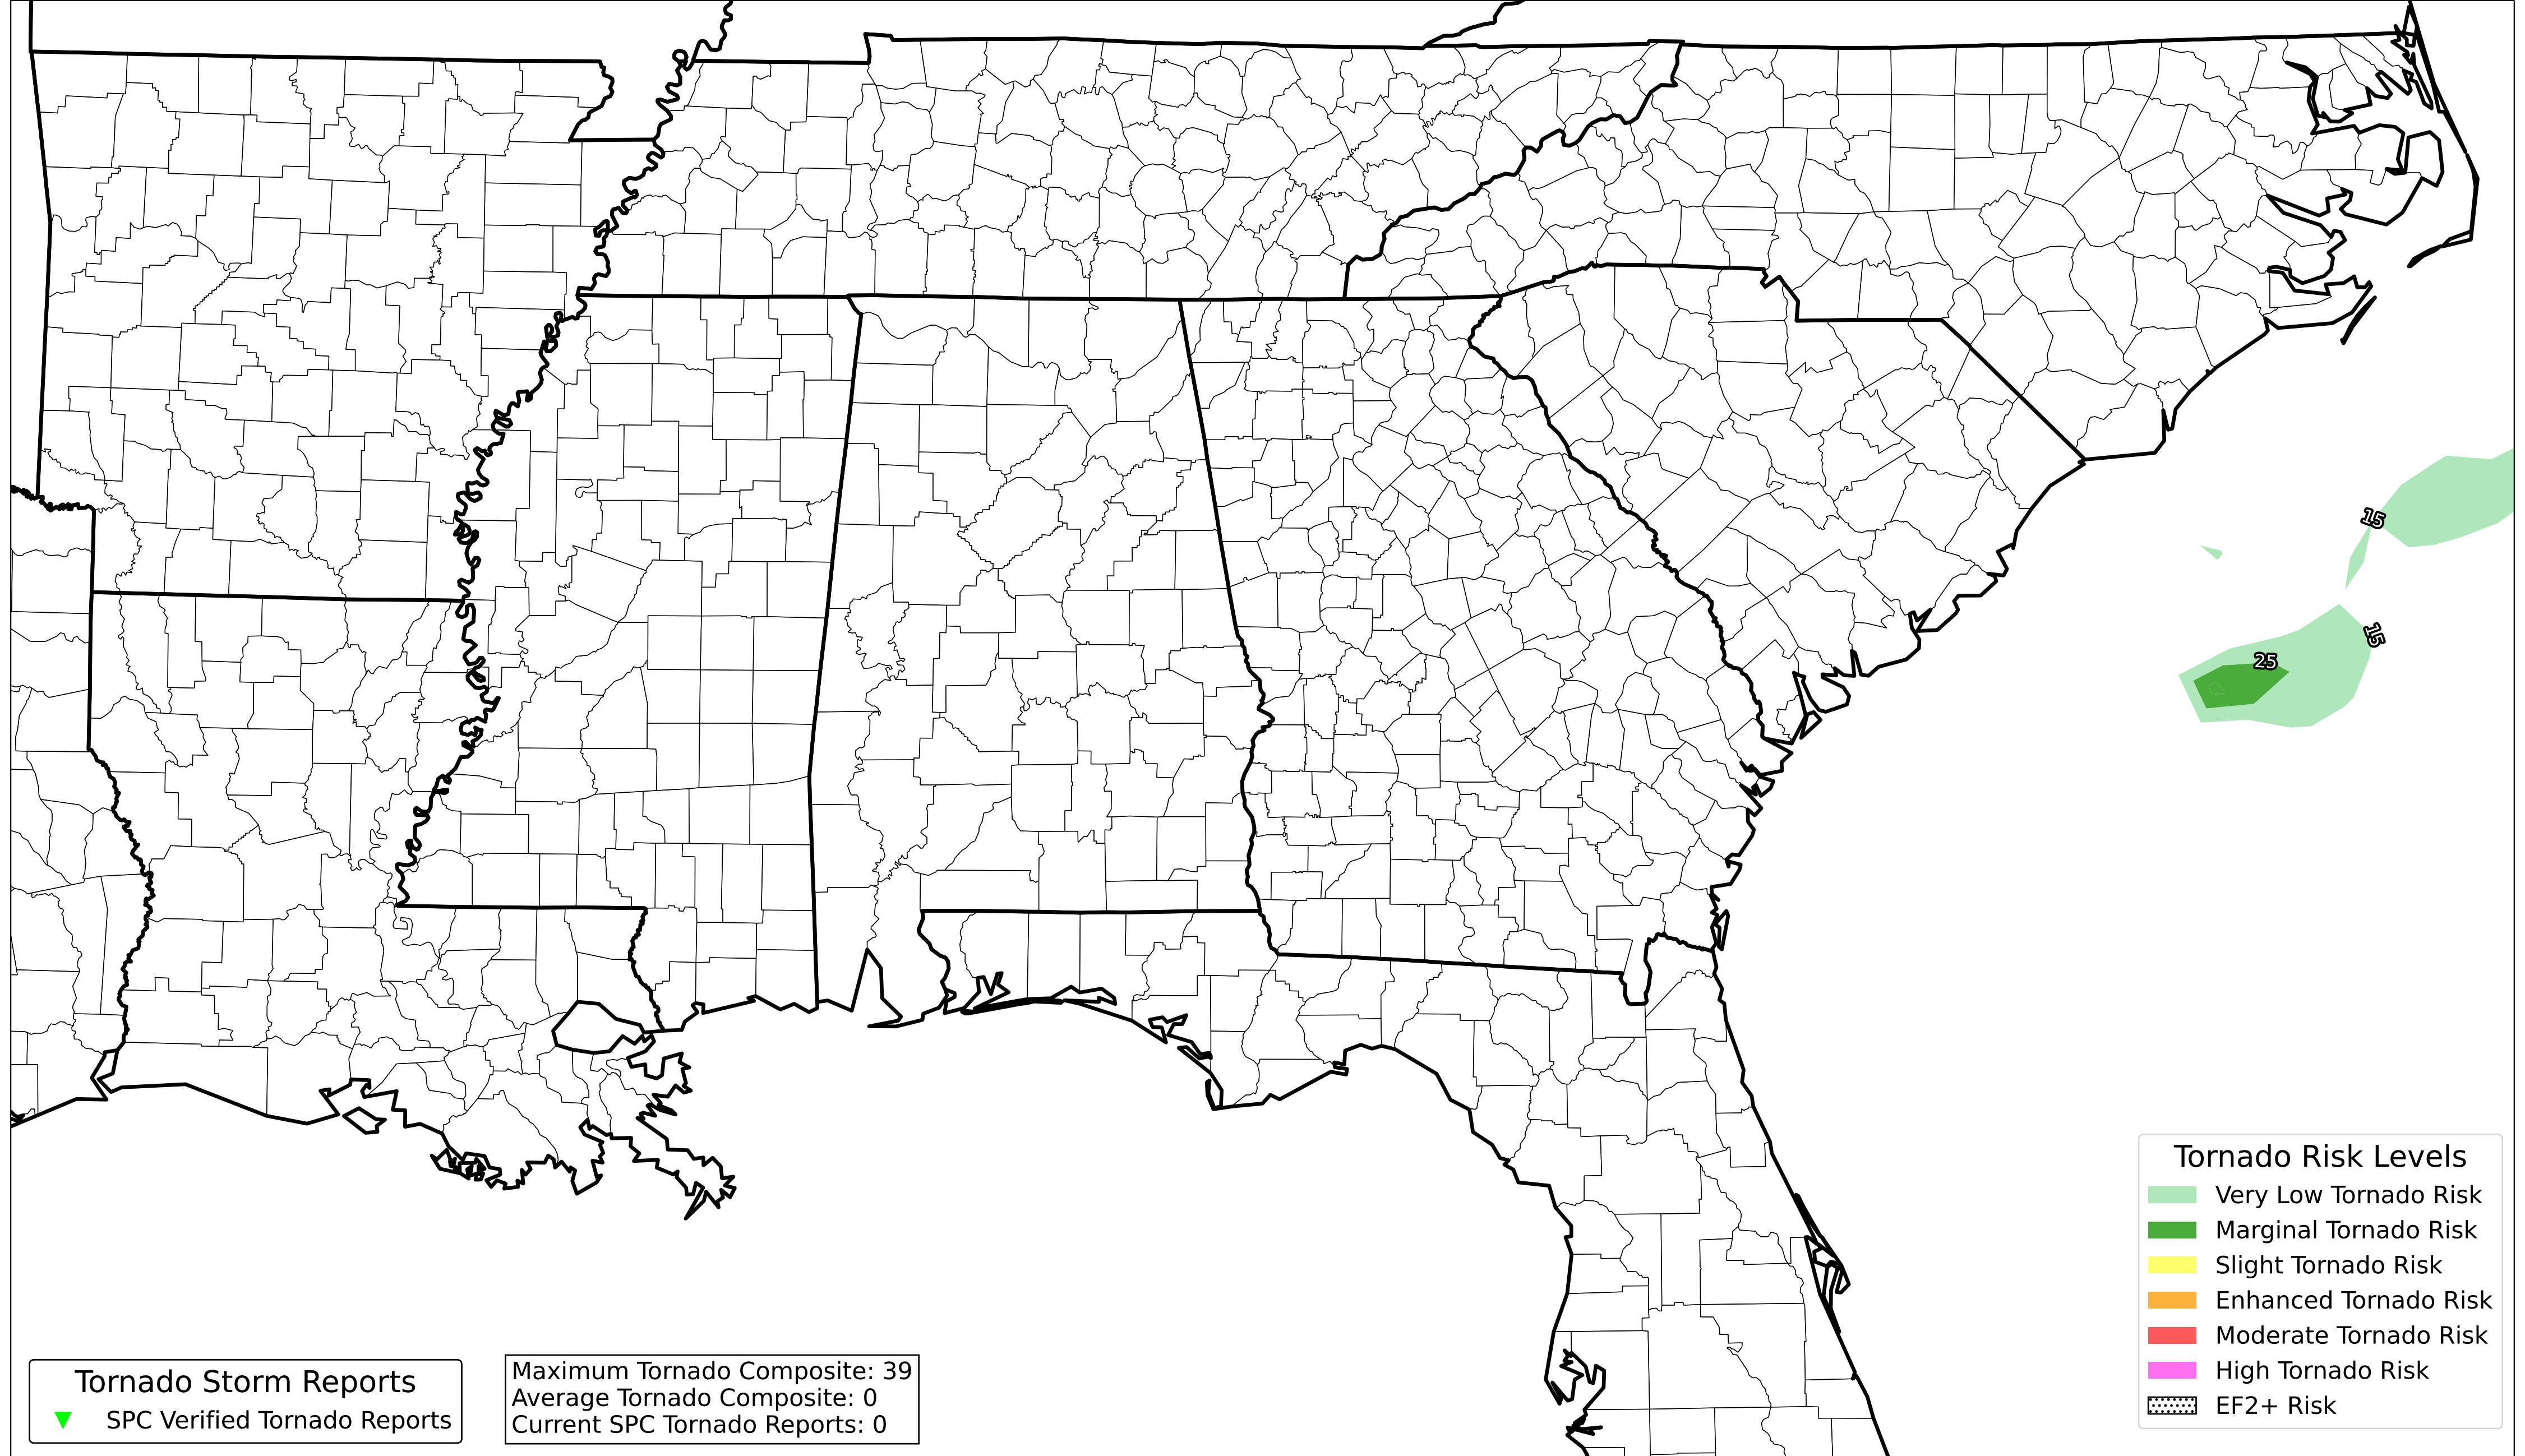 15
15
25
Tornado Risk Levels
Very Low Tornado Risk
Marginal Tornado Risk
Slight Tornado Risk
Enhanced Tornado Risk
Moderate Tornado Risk
High Tornado Risk
EF2+ Risk
Tornado Storm Reports
SPC Verified Tornado Reports
Maximum Tornado Composite: 39
Average Tornado Composite: 0
Current SPC Tornado Reports: 0